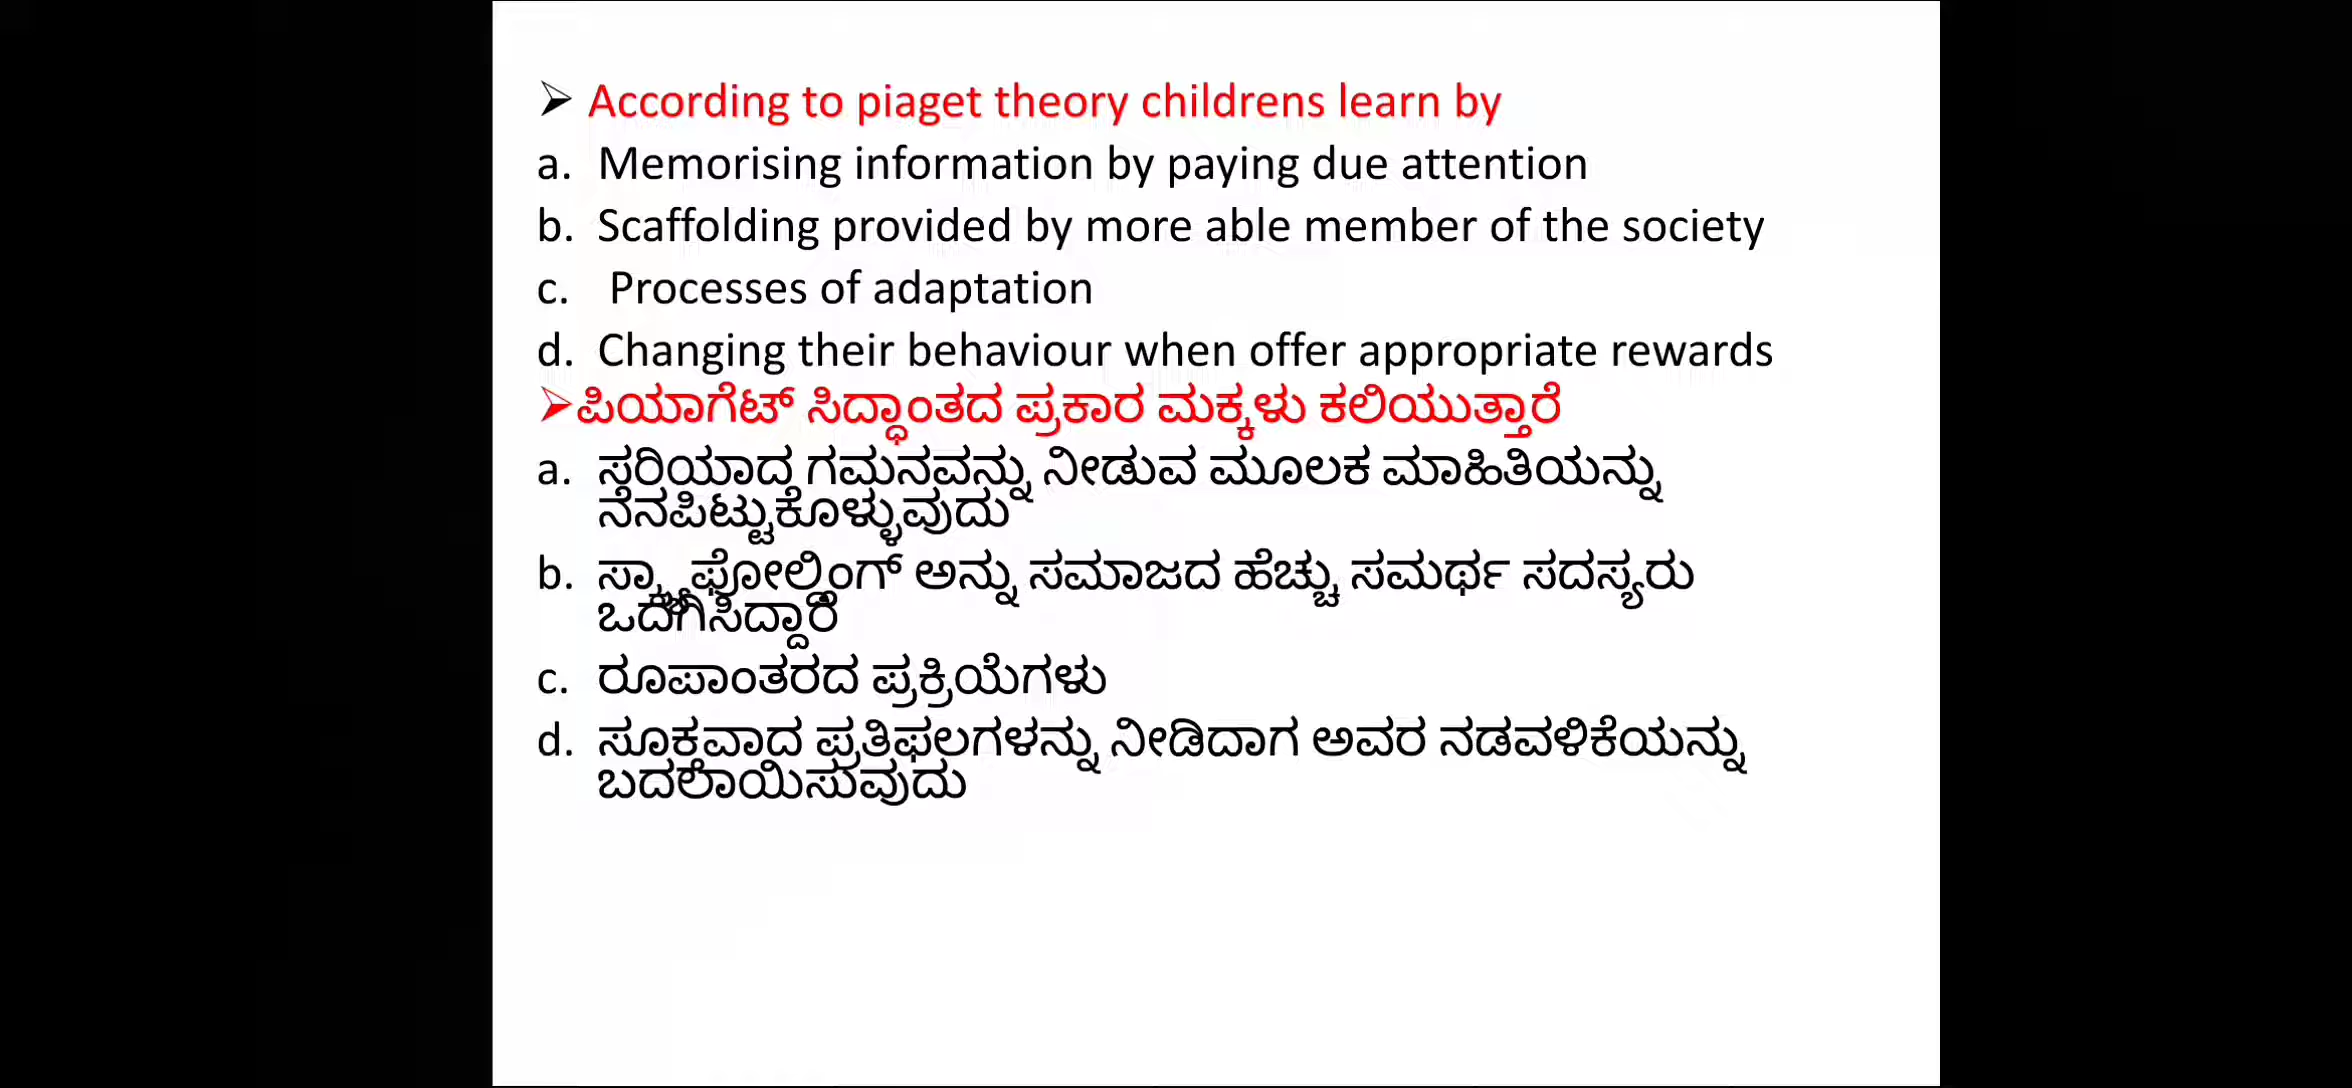 ➢ According to piaget theory childrens learn by
a. Memorising information by paying due attention
b. Scaffolding provided by more able member of the society
c. Processes of adaptation
d. Changing their behaviour when offer appropriate rewards
➢ಪಿಯಾಗೆಟ್ ಸಿದ್ಧಾಂತದ ಪ್ರಕಾರ ಮಕ್ಕಳು ಕಲಿಯುತ್ತಾರೆ
a. ಸರಿಯಾದ ಗಮನವನ್ನು ನೀಡುವ ಮೂಲಕ ಮಾಹಿತಿಯನ್ನು
ನೆನಪಿಟ್ಟುಕೊಳ್ಳುವುದು
b. ಸ್ಕ್ಯಾಫೋಲ್ಡಿಂಗ್ ಅನ್ನು ಸಮಾಜದ ಹೆಚ್ಚು ಸಮರ್ಥ ಸದಸ್ಯರು
ಒದಗಿಸಿದ್ದಾರೆ
c. ರೂಪಾಂತರದ ಪ್ರಕ್ರಿಯೆಗಳು
d. ಸೂಕ್ತವಾದ ಪ್ರತಿಫಲಗಳನ್ನು ನೀಡಿದಾಗ ಅವರ ನಡವಳಿಕೆಯನ್ನು
ಬದಲಾಯಿಸುವುದು